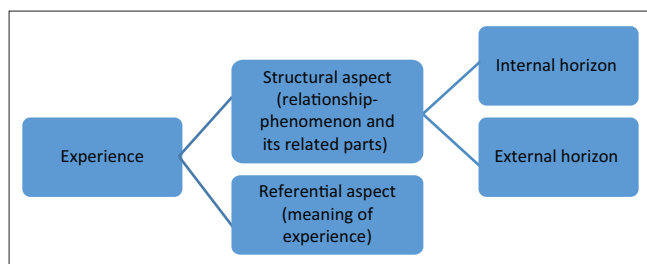 Experience
Structural aspect
(relationship-
phenomenon and
its related parts)
Referential aspect
(meaning of
experience)
Internal horizon
External horizon